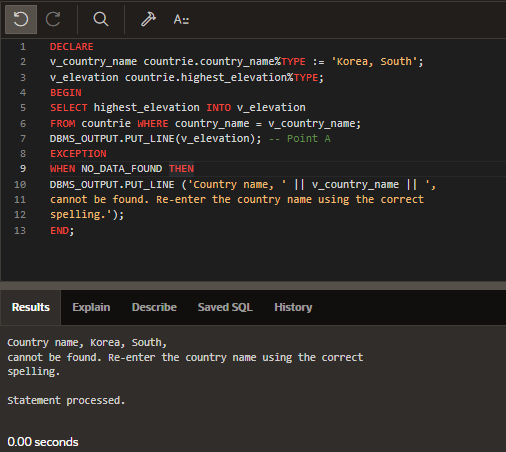 A::
1 DECLARE
2 v_country_name countrie.country_name%TYPE := 'Korea, South';
3 v_elevation countrie.highest_elevation%TYPE;
4 BEGIN
5 SELECT highest_elevation INTO v_elevation
6 FROM countrie WHERE country_name = v_country_name;
7 DBMS_OUTPUT.PUT_LINE(v_elevation); -- Point A
8 EXCEPTION
9 WHEN NO_DATA_FOUND THEN
10 DBMS_OUTPUT.PUT_LINE ('Country name, ' || v_country_name || ',
11 cannot be found. Re-enter the country name using the correct
12 spelling.');
13 END;
Results Explain Describe Saved SQL History
Country name, Korea, South,
cannot be found. Re-enter the country name using the correct
spelling.
Statement processed.
0.00 seconds